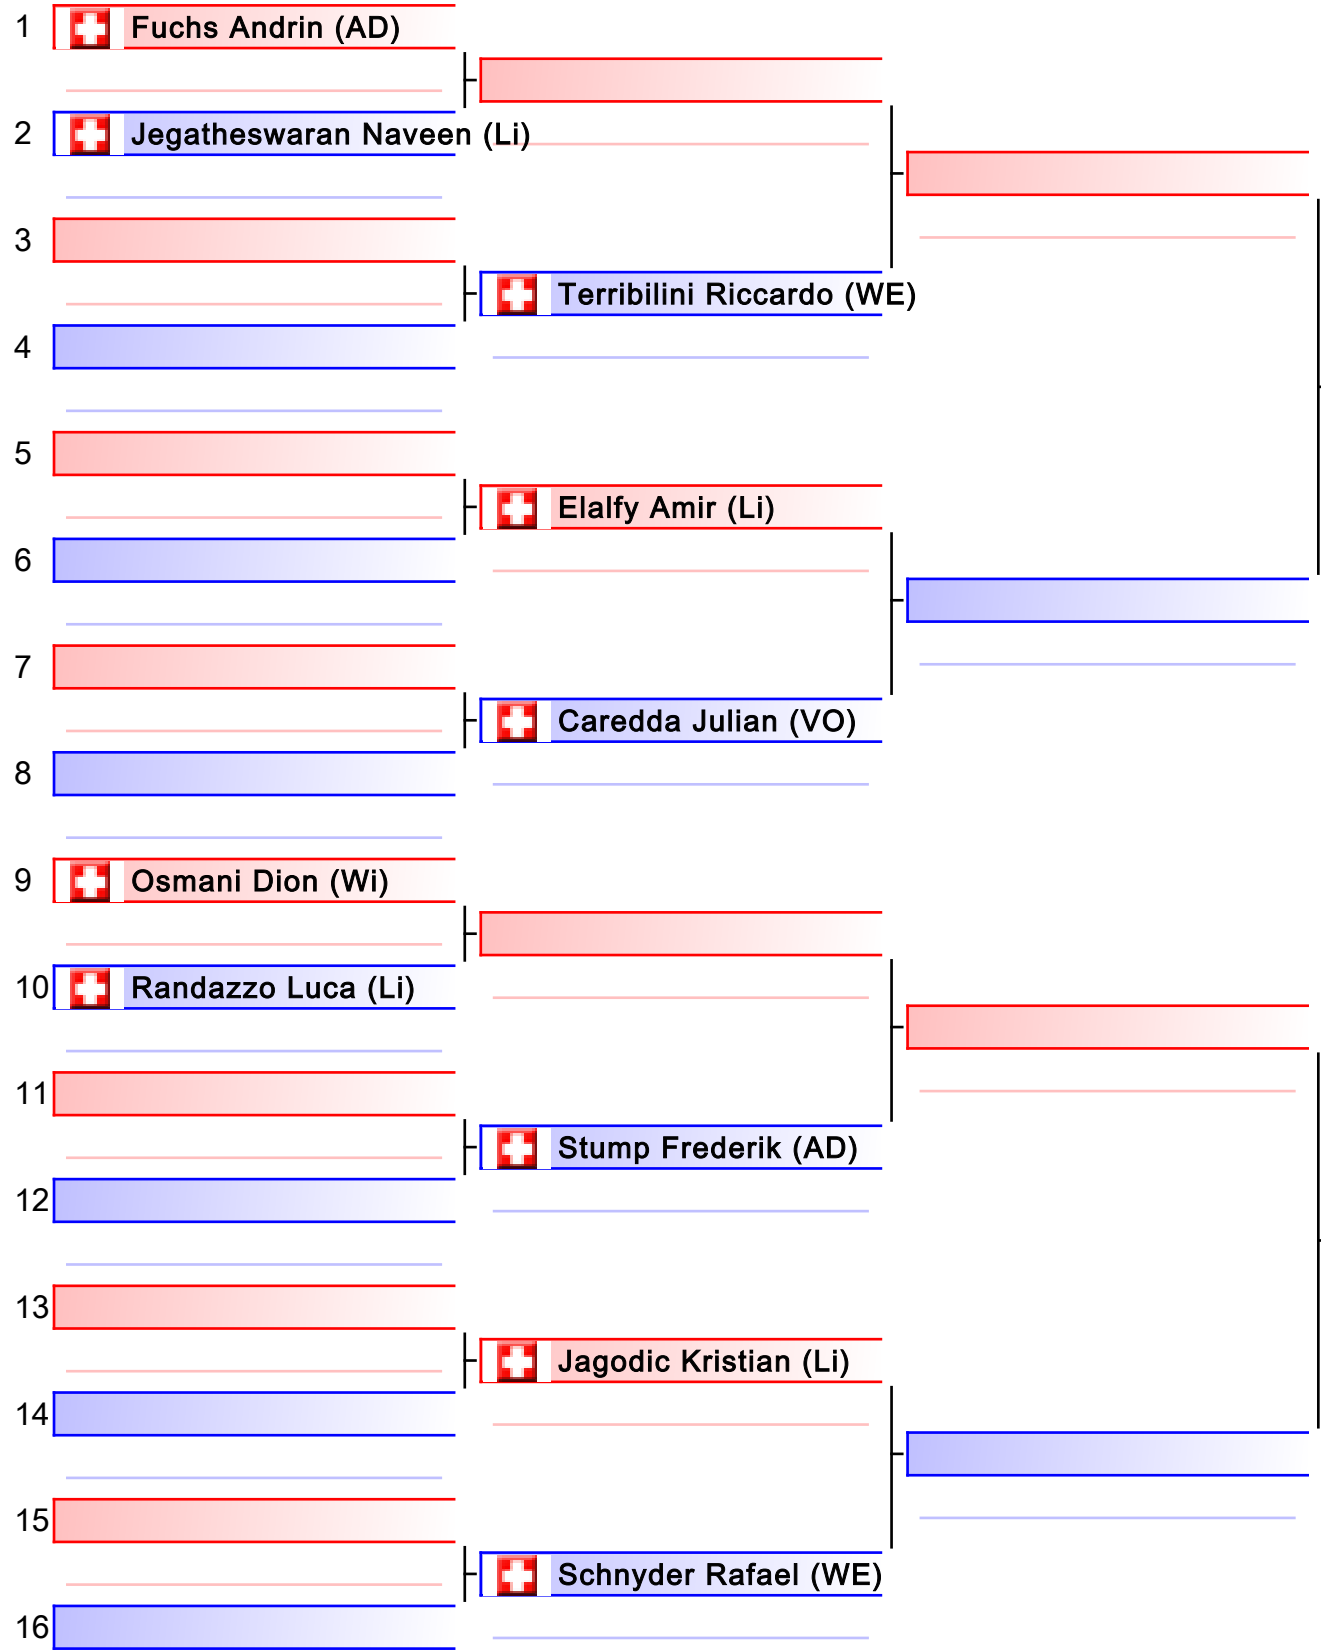 1 Fuchs Andrin (AD)
2 Jegatheswaran Naveen (Li)
3
Terribilini Riccardo (WE)
4
5
Elalfy Amir (Li)
6
7
Caredda Julian (VO)
8
9 Osmani Dion (Wi)
10 Randazzo Luca (Li)
11
Stump Frederik (AD)
12
13
Jagodic Kristian (Li)
14
15
Schnyder Rafael (WE)
16